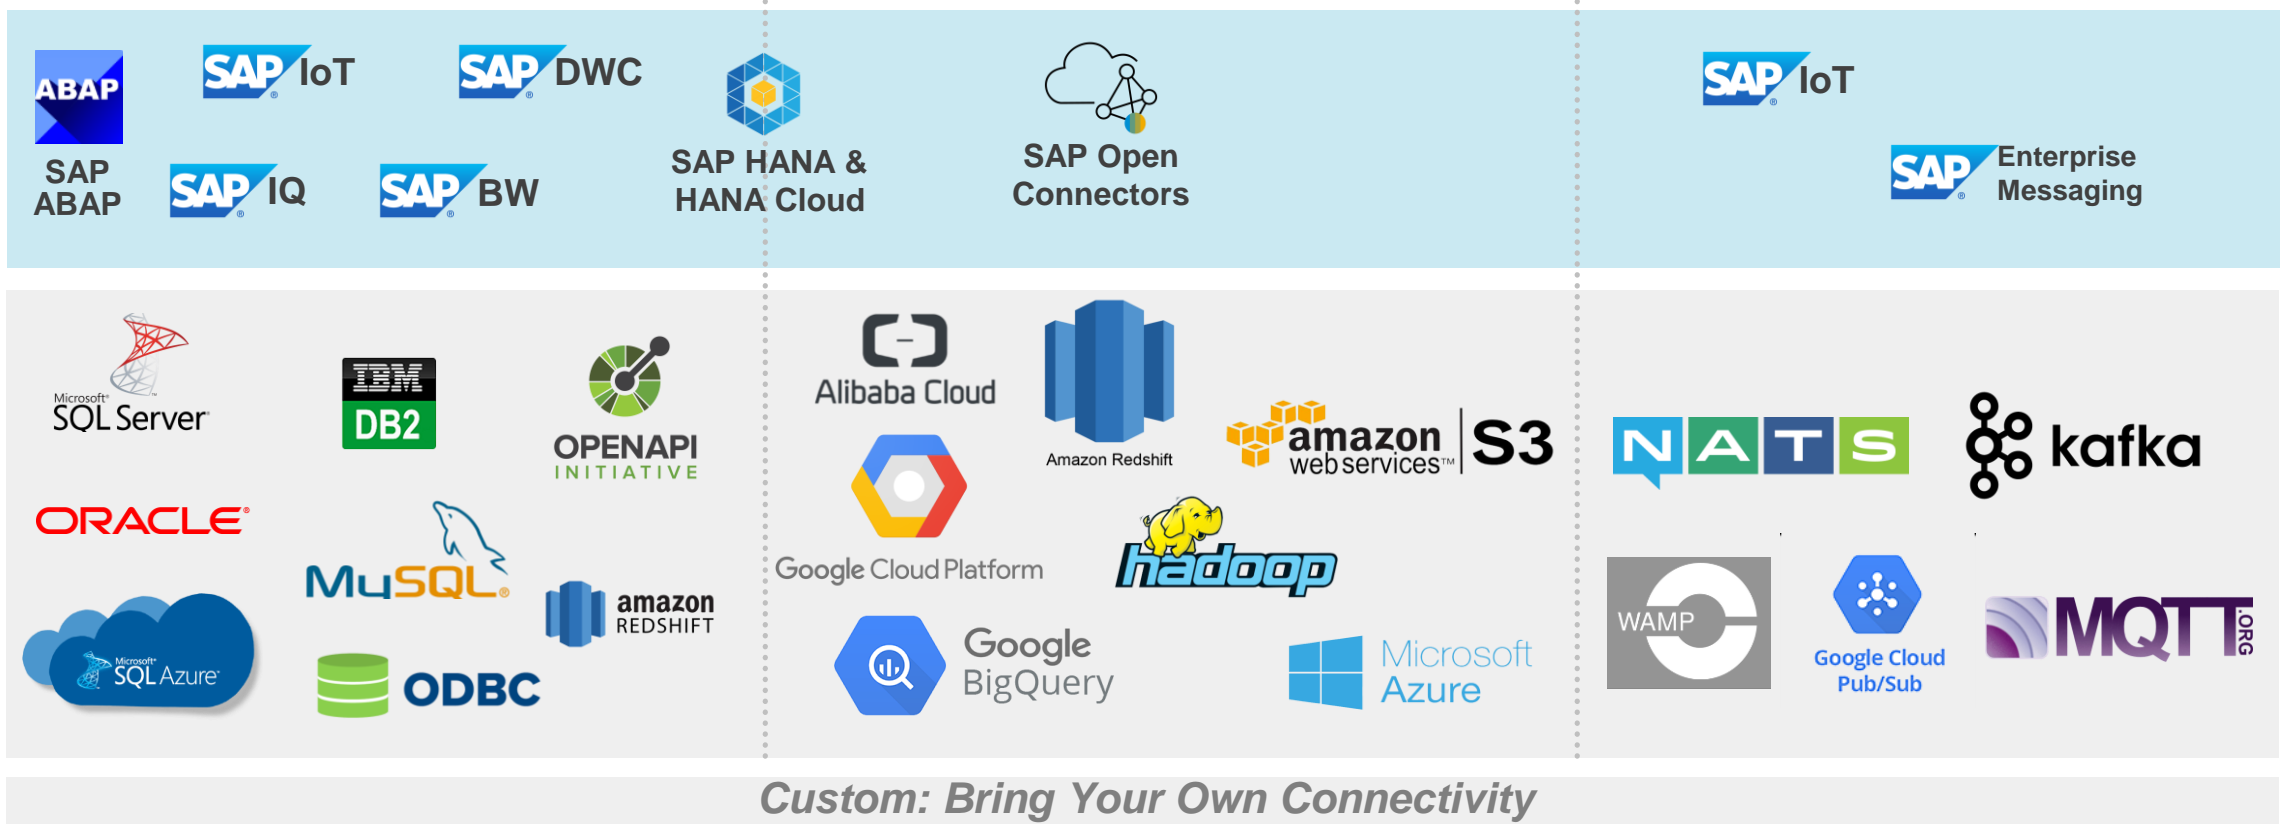 ABAP
SAP
ABAP
SAP® IoT
SAP® DWC
SAP® IQ
SAP® BW
SAP HANA &
HANA Cloud
SAP Open
Connectors
SAP® IoT
SAP® Enterprise
Messaging
Microsoft®
SQL Server®
IBM
DB2
OPENAPI
INITIATIVE
ORACLE®
MySQL®
Microsoft®
SQL Azure™
ODBC
amazon
REDSHIFT
Alibaba Cloud
Amazon Redshift
amazon
web services™
S3
Google Cloud Platform
hadoop
Google
BigQuery
Microsoft
Azure
NATS
kafka
WAMP
Google Cloud
Pub/Sub
MQTT.ORG
Custom: Bring Your Own Connectivity